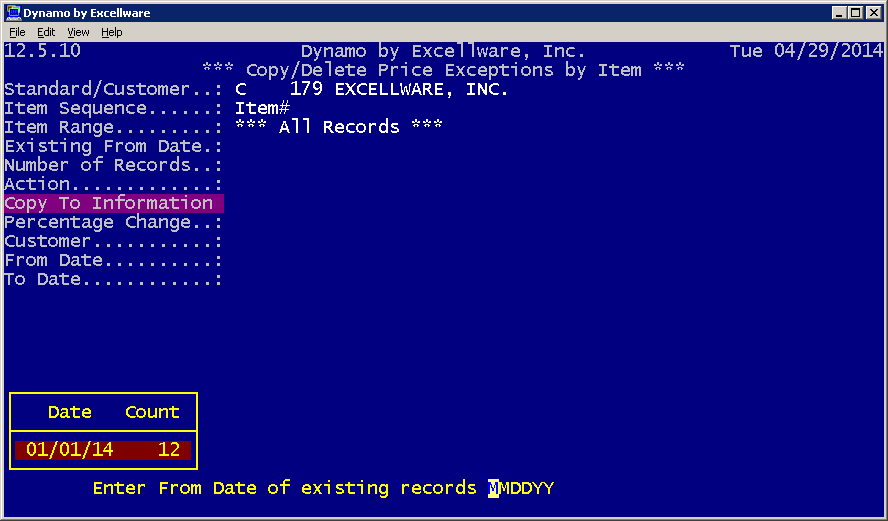 Dynamo by Excellware
File Edit View Help
12.5.10 Dynamo by Excellware, Inc. Tue 04/29/2014
*** Copy/Delete Price Exceptions by Item ***
Standard/Customer..: C 179 EXCELLWARE, INC.
Item Sequence......: Item#
Item Range.........: *** All Records ***
Existing From Date.:
Number of Records..:
Action.............:
Copy To Information
Percentage Change..:
Customer...........:
From Date..........:
To Date............:
Date Count
01/01/14 12
Enter From Date of existing records MMDDYY